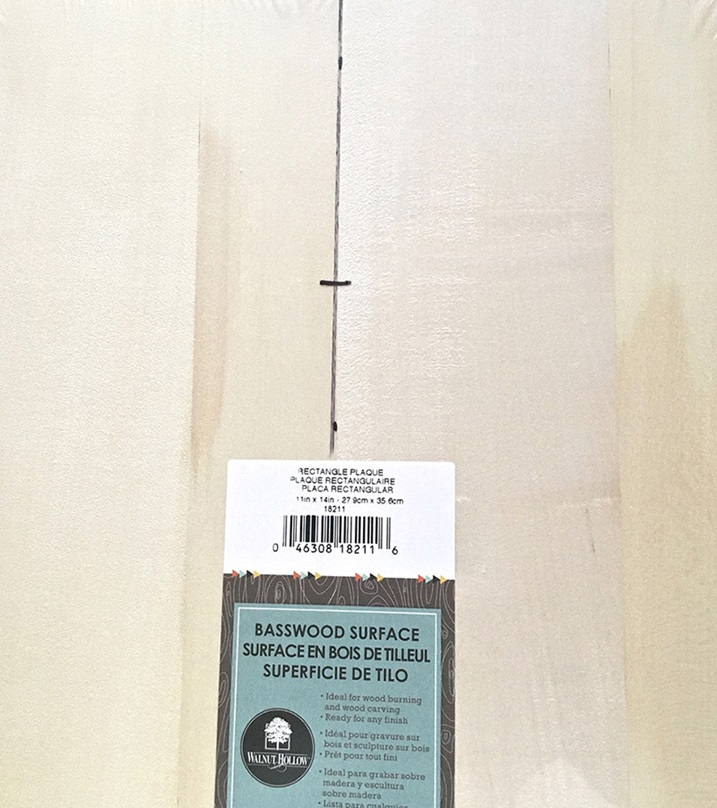 RECTANGLE PLAQUE
PLAQUE RECTANGULAIRE
PLACA RECTANGULAR
11in x 14in - 27.9cm x 35.6cm
18211
0 46308 18211 6
BASSWOOD SURFACE
SURFACE EN BOIS DE TILLEUL
SUPERFICIE DE TILO
• Ideal for wood burning
and wood carving
• Ready for any finish
• Idéal pour gravure sur
bois et sculpture sur bois
• Prêt pour tout fini
WALNUT HOLLOW
• Ideal para grabar sobre
madera y escultura
sobre madera
• Lista para cualquier